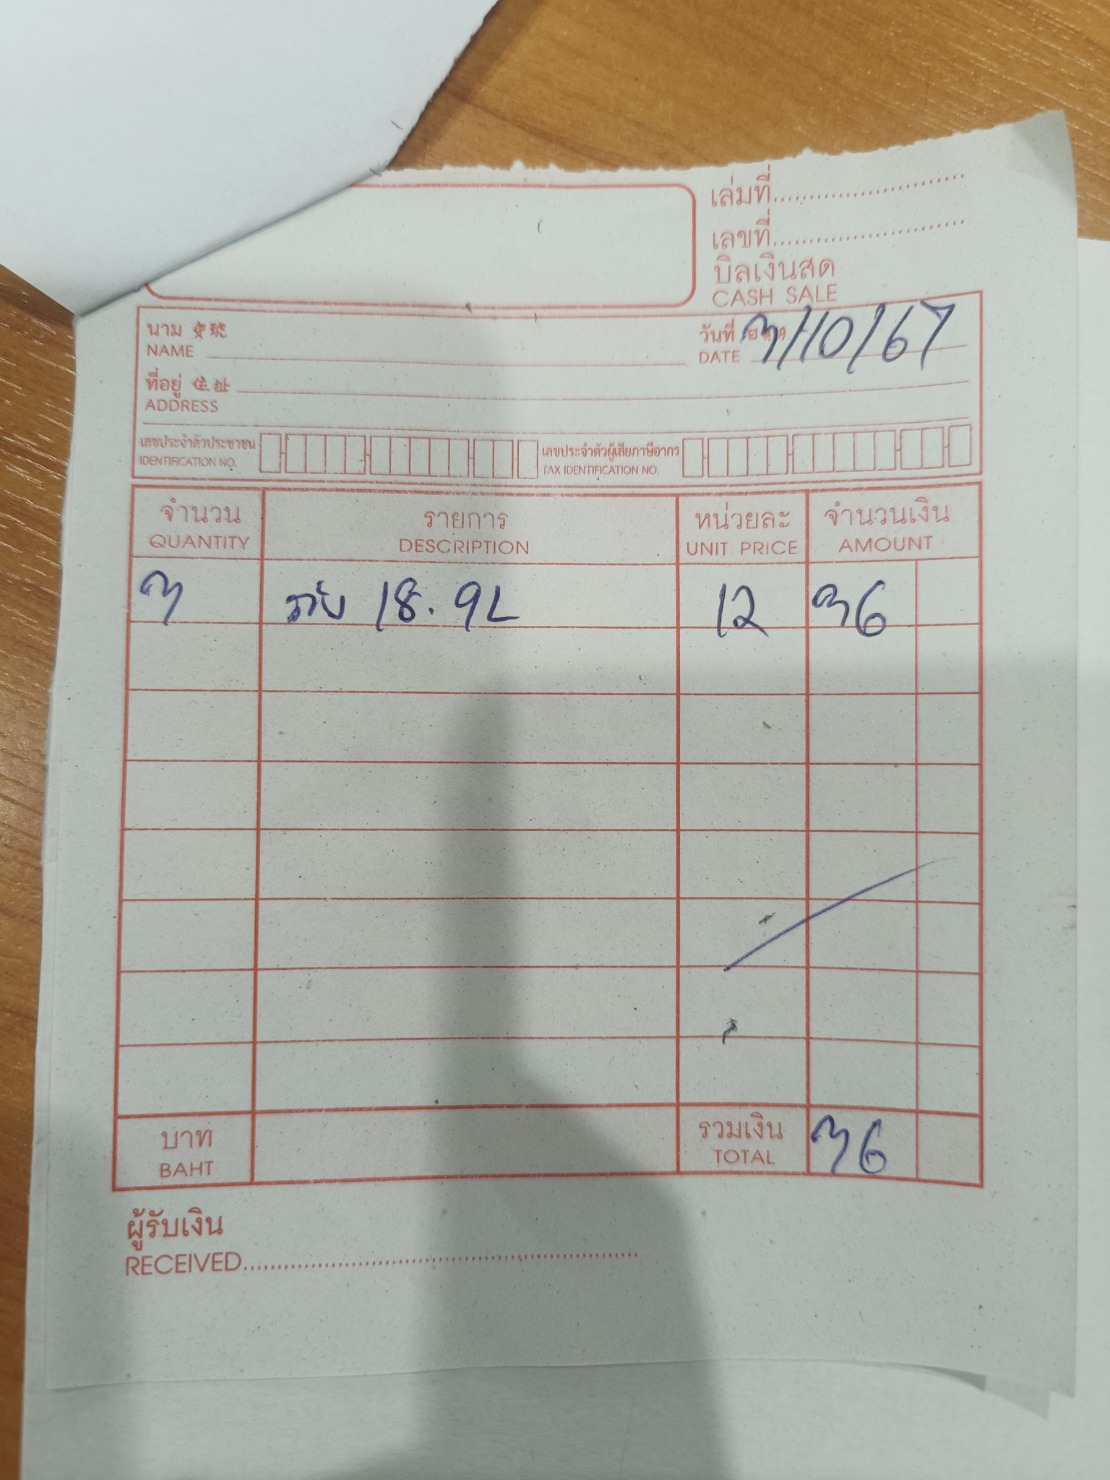 เล่มที่
เลขที่
บิลเงินสด
CASH SALE
นาม 臺號
NAME
วันที่
DATE 3/10/67
ที่อยู่ 住址
ADDRESS
เลขประจำตัวประชาชน
IDENTIFICATION NO.
เลขประจำตัวผู้เสียภาษีอากร
TAX IDENTIFICATION NO.
จำนวน รายการ หน่วยละ จำนวนเงิน
QUANTITY DESCRIPTION UNIT PRICE AMOUNT
3 18.9L 12 36
บาท รวมเงิน 36
BAHT TOTAL
ผู้รับเงิน
RECEIVED